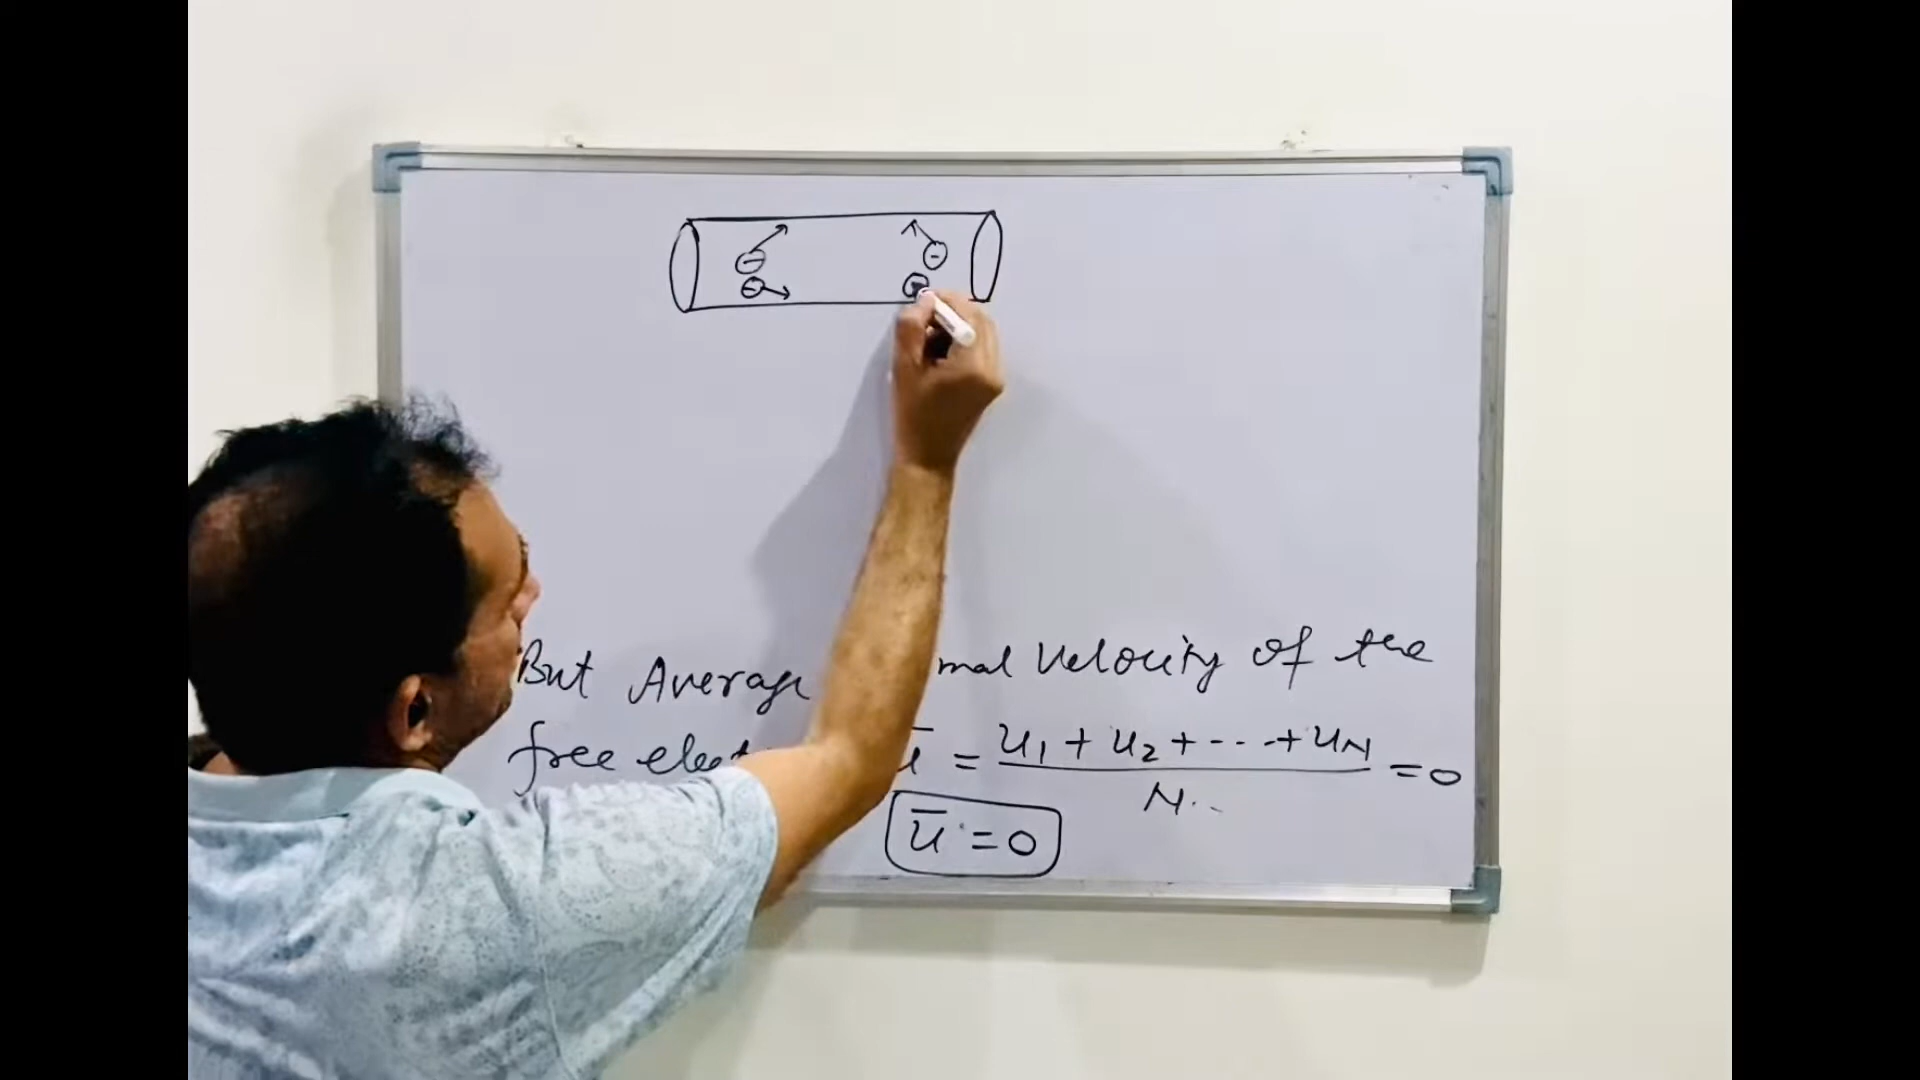 But Average mal velocity of the
free elect ū = u₁ + u₂ + --- + u_N / N = 0
ū = 0